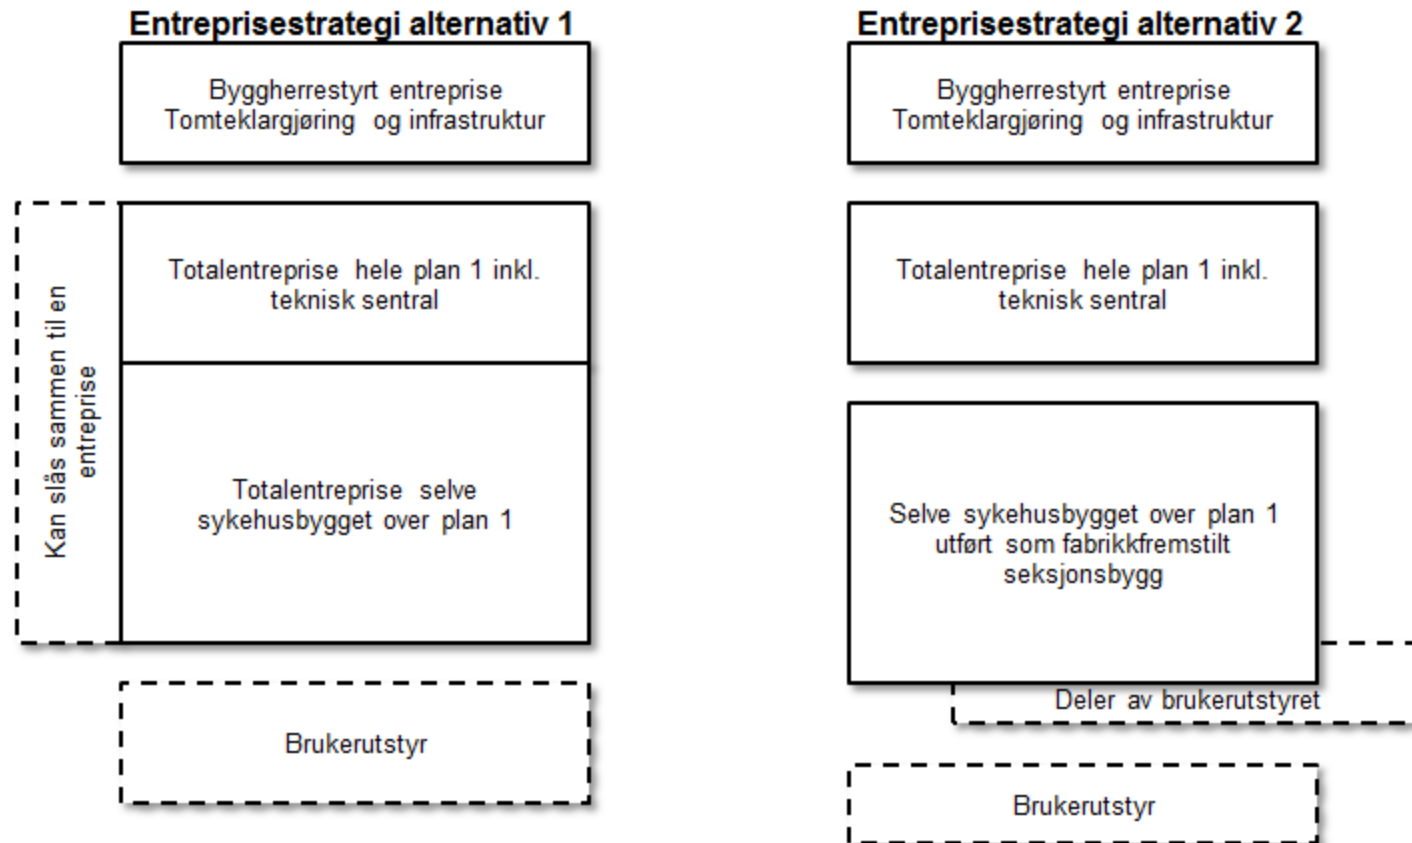 Entreprisestrategi alternativ 1
Byggherrestyrt entreprise
Tomteklargjøring og infrastruktur
Kan slås sammen til en
entreprise
Totalentreprise hele plan 1 inkl.
teknisk sentral
Totalentreprise selve
sykehusbygget over plan 1
Brukerutstyr
Entreprisestrategi alternativ 2
Byggherrestyrt entreprise
Tomteklargjøring og infrastruktur
Totalentreprise hele plan 1 inkl.
teknisk sentral
Selve sykehusbygget over plan 1
utført som fabrikkfremstilt
seksjonsbygg
Deler av brukerutstyret
Brukerutstyr